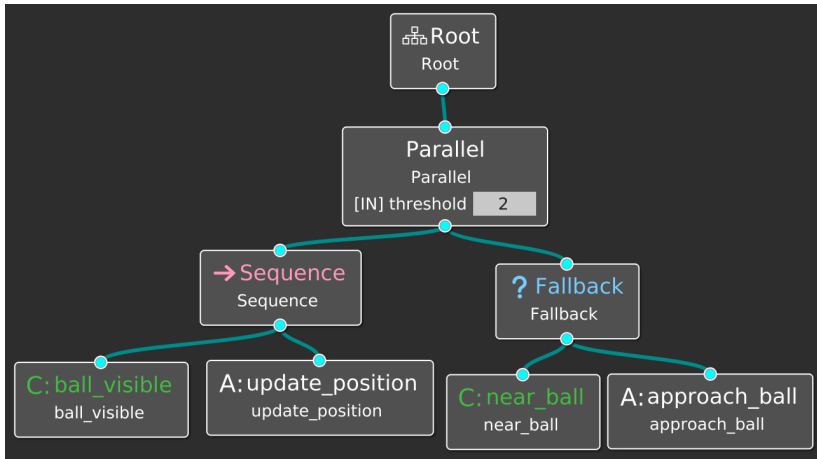 Root
Root
Parallel
Parallel
[IN] threshold 2
→ Sequence
Sequence
? Fallback
Fallback
C: ball_visible
ball_visible
A: update_position
update_position
C: near_ball
near_ball
A: approach_ball
approach_ball